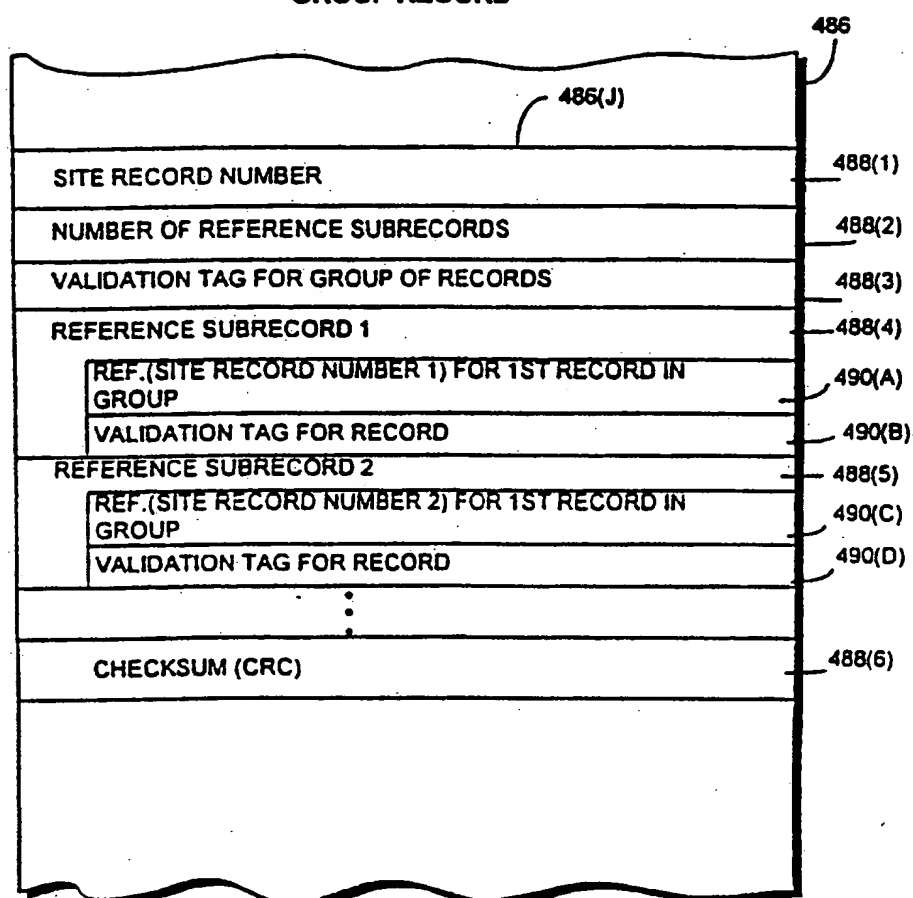 GROUP RECORD
486
486(J)
SITE RECORD NUMBER 488(1)
NUMBER OF REFERENCE SUBRECORDS 488(2)
VALIDATION TAG FOR GROUP OF RECORDS 488(3)
REFERENCE SUBRECORD 1 488(4)
REF.(SITE RECORD NUMBER 1) FOR 1ST RECORD IN 490(A)
GROUP
VALIDATION TAG FOR RECORD 490(B)
REFERENCE SUBRECORD 2 488(5)
REF.(SITE RECORD NUMBER 2) FOR 1ST RECORD IN 490(C)
GROUP
VALIDATION TAG FOR RECORD 490(D)
CHECKSUM (CRC) 488(6)